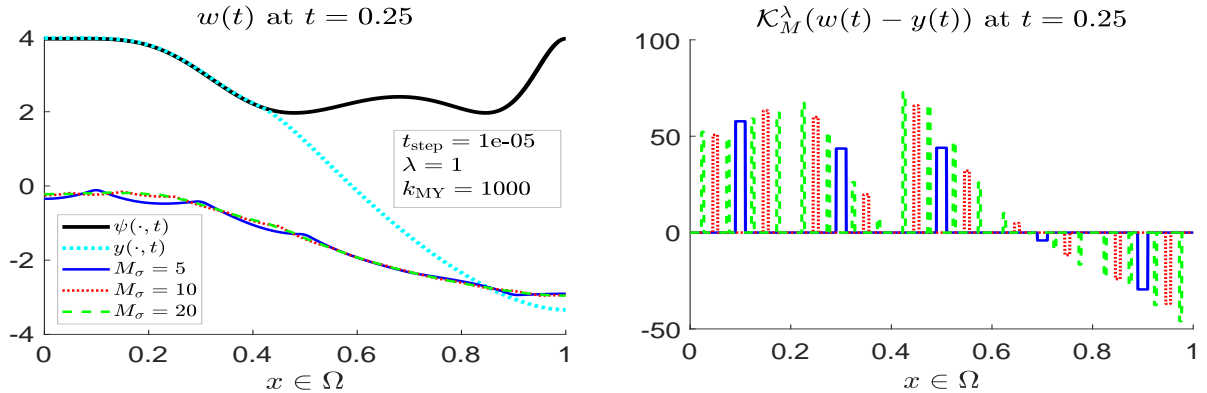 w(t) at t = 0.25
4
2
0
-2
-4
0
0.2
0.4
0.6
0.8
1
x ∈ Ω
t_step = 1e-05
λ = 1
k_MY = 1000
ψ(·, t)
y(·, t)
M_σ = 5
M_σ = 10
M_σ = 20
𝒦_M^λ(w(t) − y(t)) at t = 0.25
100
50
0
-50
0
0.2
0.4
0.6
0.8
1
x ∈ Ω